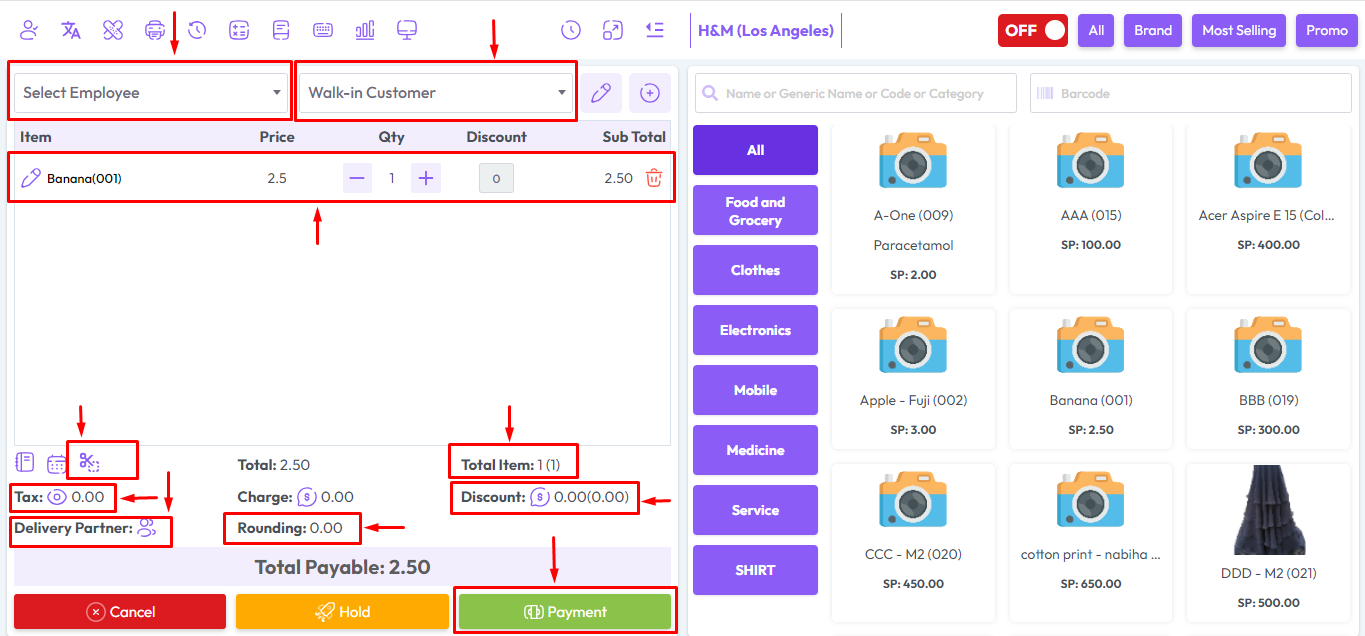 H&M (Los Angeles)
OFF
All
Brand
Most Selling
Promo
Select Employee
Walk-in Customer
Item Price Qty Discount Sub Total
Banana(001) 2.5 1 0 2.50
Total: 2.50
Total Item: 1 (1)
Tax: 0.00
Charge: 0.00
Discount: 0.00(0.00)
Delivery Partner:
Rounding: 0.00
Total Payable: 2.50
Cancel
Hold
Payment
Name or Generic Name or Code or Category
Barcode
All
Food and
Grocery
Clothes
Electronics
Mobile
Medicine
Service
SHIRT
A-One (009)
Paracetamol
SP: 2.00
AAA (015)
SP: 100.00
Acer Aspire E 15 (Col...
SP: 400.00
Apple - Fuji (002)
SP: 3.00
Banana (001)
SP: 2.50
BBB (019)
SP: 300.00
CCC - M2 (020)
SP: 450.00
cotton print - nabiha ...
SP: 650.00
DDD - M2 (021)
SP: 500.00